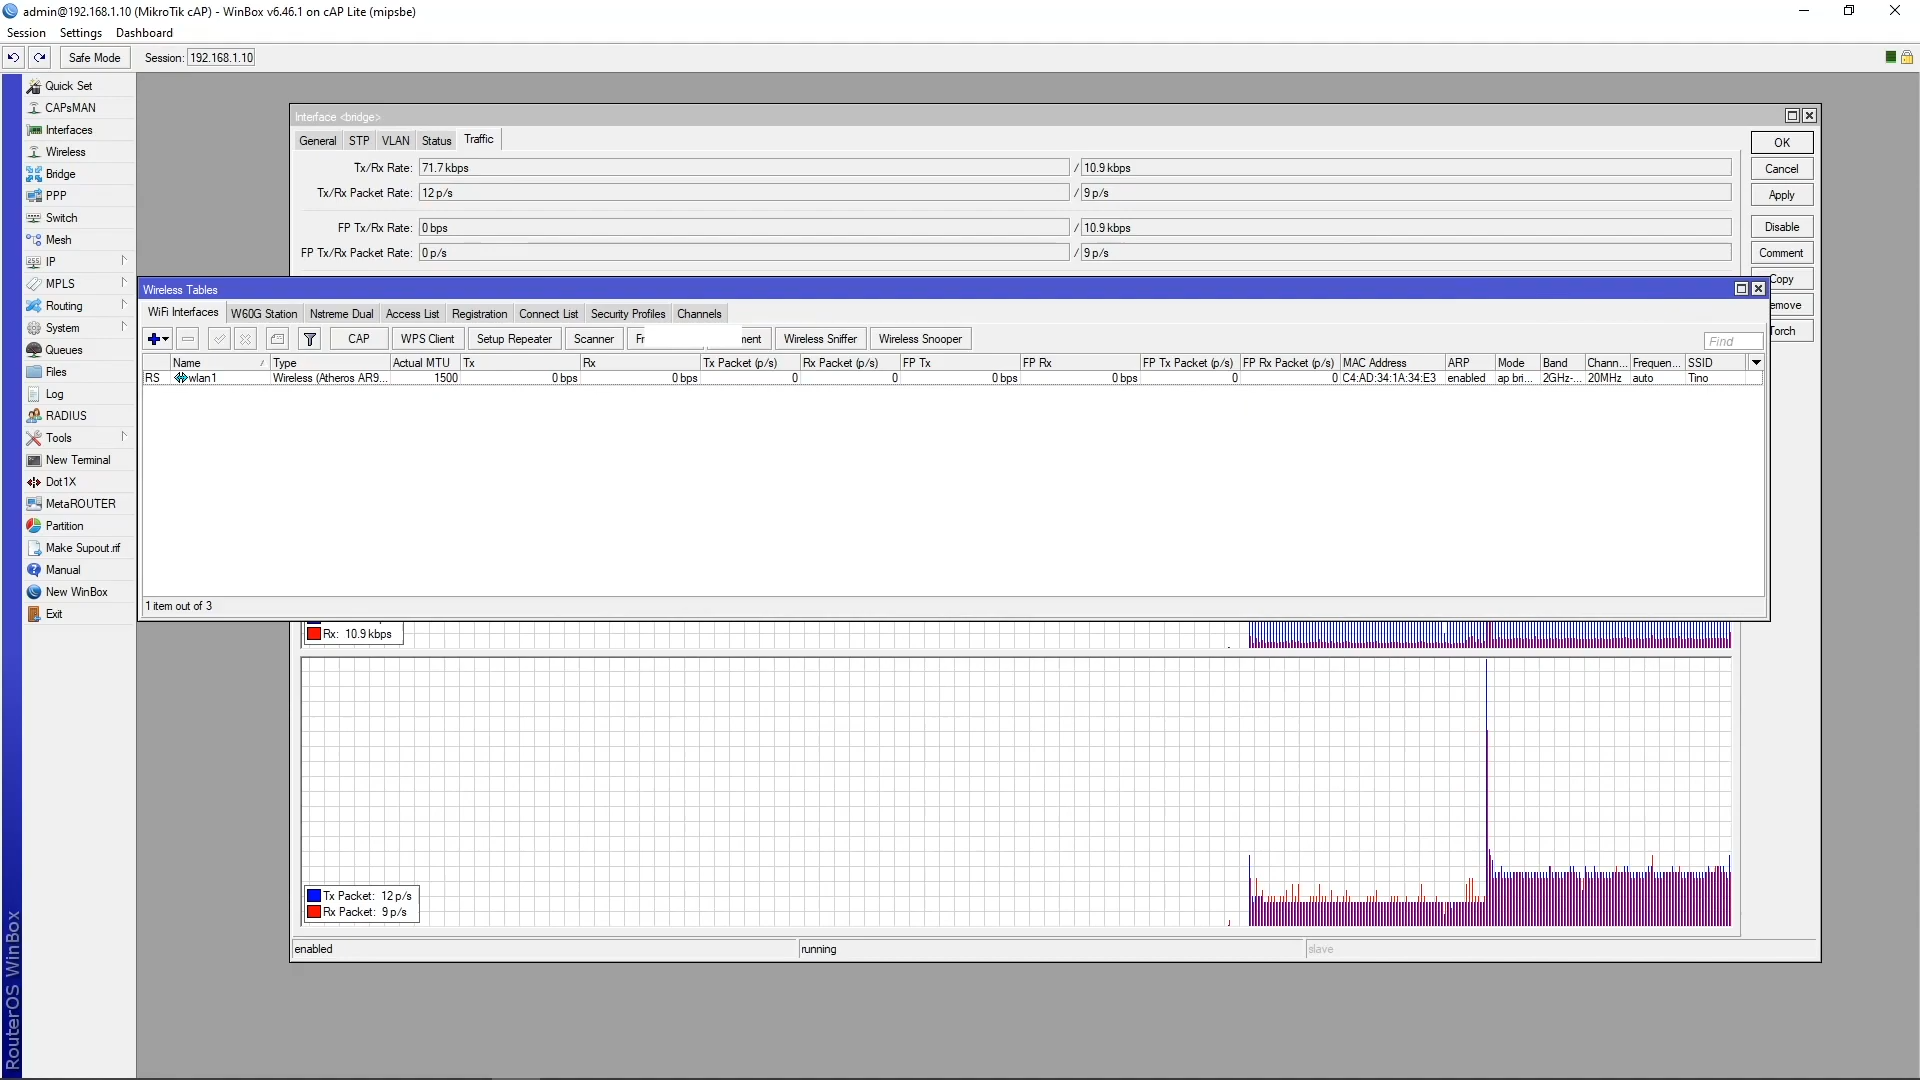 admin@192.168.1.10 (MikroTik cAP) - WinBox v6.46.1 on cAP Lite (mipsbe)
Session Settings Dashboard
Safe Mode Session: 192.168.1.10
Quick Set
CAPsMAN
Interfaces
Wireless
Bridge
PPP
Switch
Mesh
IP
MPLS
Routing
System
Queues
Files
Log
RADIUS
Tools
New Terminal
Dot1X
MetaROUTER
Partition
Make Supout.rif
Manual
New WinBox
Exit
RouterOS WinBox
Interface <bridge>
General STP VLAN Status Traffic
Tx/Rx Rate: 71.7 kbps / 10.9 kbps
Tx/Rx Packet Rate: 12 p/s / 9 p/s
FP Tx/Rx Rate: 0 bps / 10.9 kbps
FP Tx/Rx Packet Rate: 0 p/s / 9 p/s
OK
Cancel
Apply
Disable
Comment
Copy
emove
Torch
Wireless Tables
WiFi Interfaces W60G Station Nstreme Dual Access List Registration Connect List Security Profiles Channels
CAP WPS Client Setup Repeater Scanner Fr ment Wireless Sniffer Wireless Snooper Find
Name / Type Actual MTU Tx Rx Tx Packet (p/s) Rx Packet (p/s) FP Tx FP Rx FP Tx Packet (p/s) FP Rx Packet (p/s) MAC Address ARP Mode Band Chann... Frequen... SSID
RS wlan1 Wireless (Atheros AR9... 1500 0 bps 0 bps 0 0 0 bps 0 bps 0 0 C4:AD:34:1A:34:E3 enabled ap bri... 2GHz-... 20MHz auto Tino
1 item out of 3
Rx: 10.9 kbps
Tx Packet: 12 p/s
Rx Packet: 9 p/s
enabled running slave